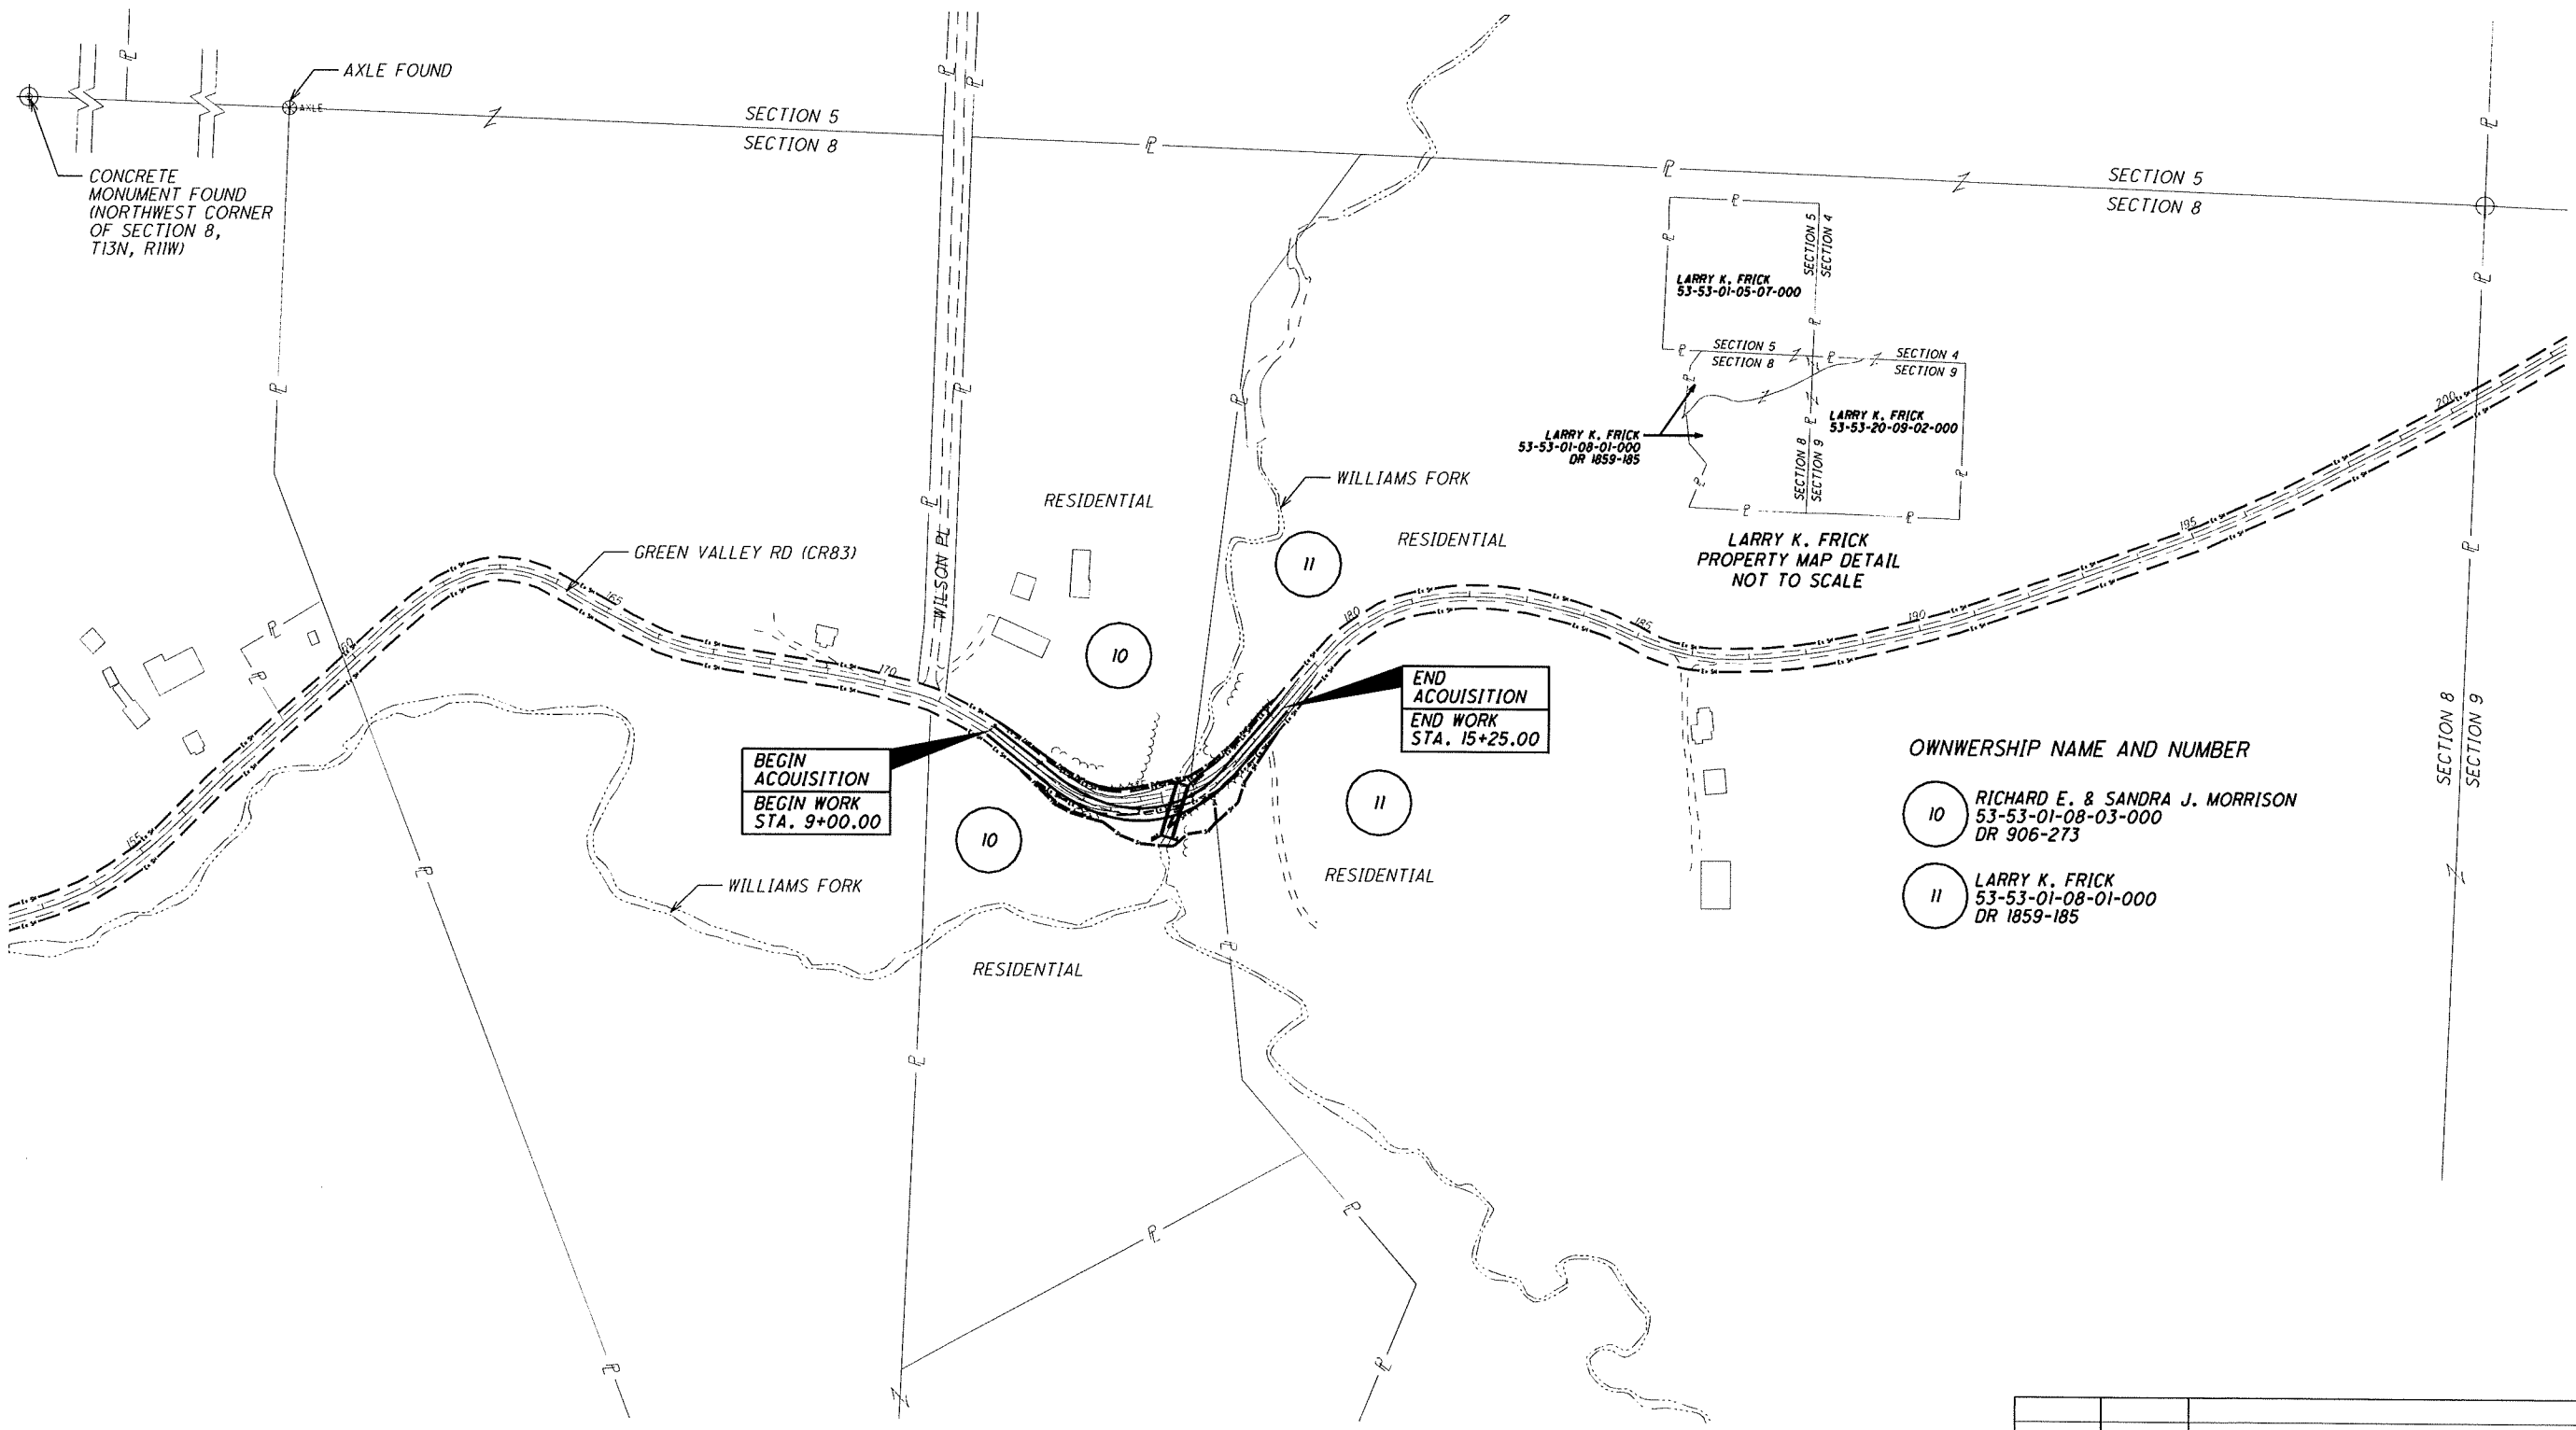 AXLE FOUND
AXLE
SECTION 5
SECTION 8
CONCRETE
MONUMENT FOUND
(NORTHWEST CORNER
OF SECTION 8,
T13N, R11W)
SECTION 5
SECTION 8
SECTION 5
SECTION 4
LARRY K. FRICK
53-53-01-05-07-000
SECTION 5
SECTION 8
SECTION 4
SECTION 9
LARRY K. FRICK
53-53-20-09-02-000
LARRY K. FRICK
53-53-01-08-01-000
DR 1859-185
SECTION 8
SECTION 9
LARRY K. FRICK
PROPERTY MAP DETAIL
NOT TO SCALE
WILLIAMS FORK
RESIDENTIAL
RESIDENTIAL
GREEN VALLEY RD (CR83)
WILSON PL
11
10
155
165
170
180
185
190
195
200
END
ACQUISITION
END WORK
STA. 15+25.00
BEGIN
ACQUISITION
BEGIN WORK
STA. 9+00.00
10
11
WILLIAMS FORK
RESIDENTIAL
RESIDENTIAL
SECTION 8
SECTION 9
OWNWERSHIP NAME AND NUMBER
10
RICHARD E. & SANDRA J. MORRISON
53-53-01-08-03-000
DR 906-273
11
LARRY K. FRICK
53-53-01-08-01-000
DR 1859-185